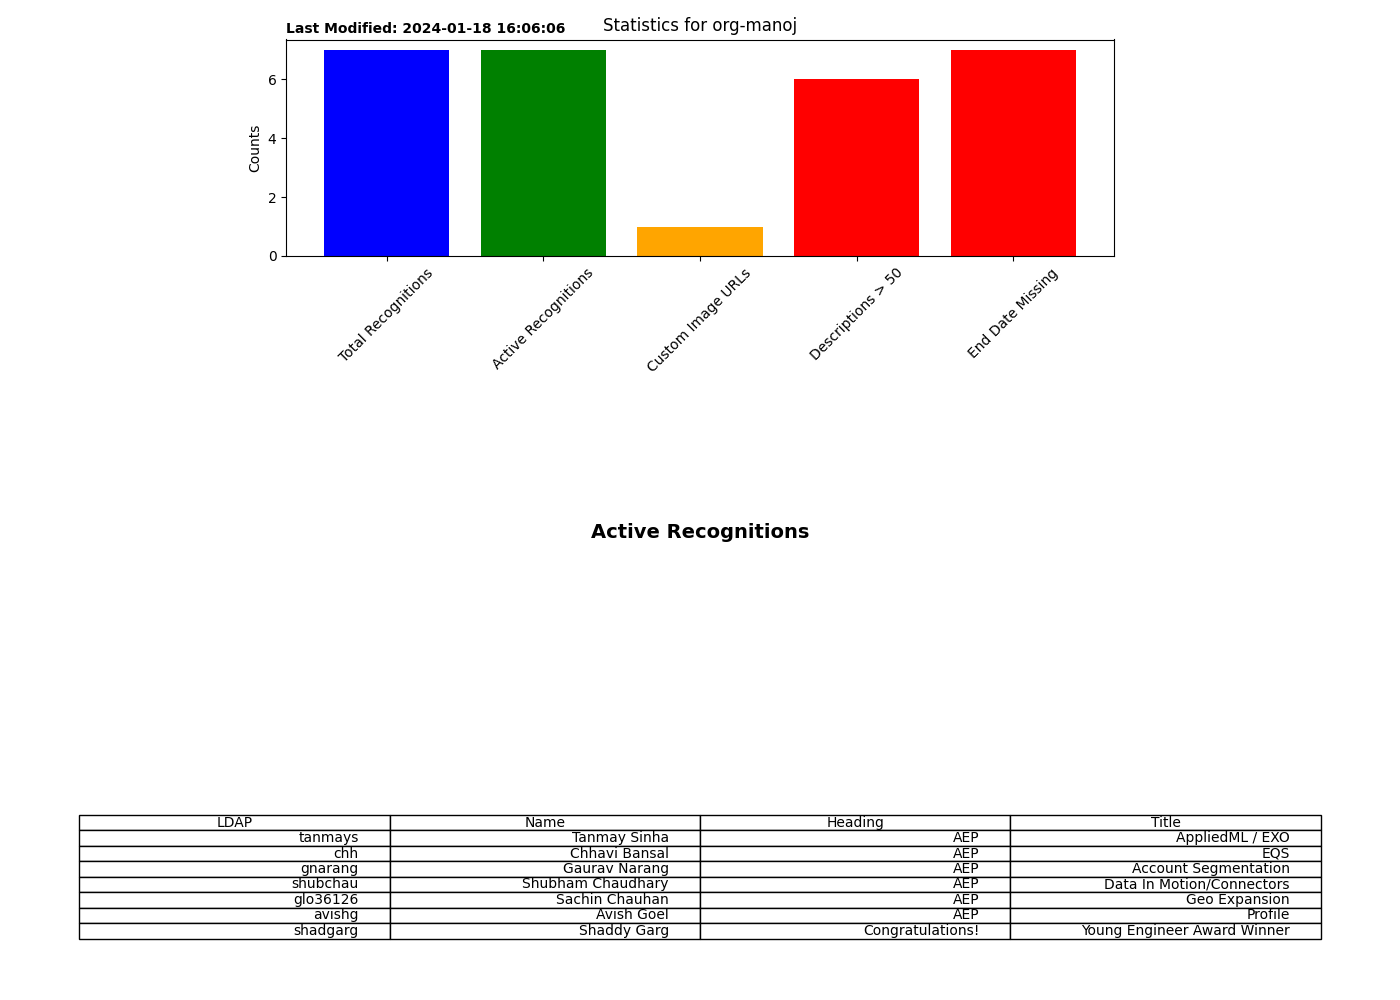 Last Modified: 2024-01-18 16:06:06
Statistics for org-manoj
Counts
6
4
2
0
Total Recognitions
Active Recognitions
Custom Image URLs
Descriptions > 50
End Date Missing
Active Recognitions
LDAP Name Heading Title
tanmays Tanmay Sinha AEP AppliedML / EXO
chh Chhavi Bansal AEP EQS
gnarang Gaurav Narang AEP Account Segmentation
shubchau Shubham Chaudhary AEP Data In Motion/Connectors
glo36126 Sachin Chauhan AEP Geo Expansion
avishg Avish Goel AEP Profile
shadgarg Shaddy Garg Congratulations! Young Engineer Award Winner